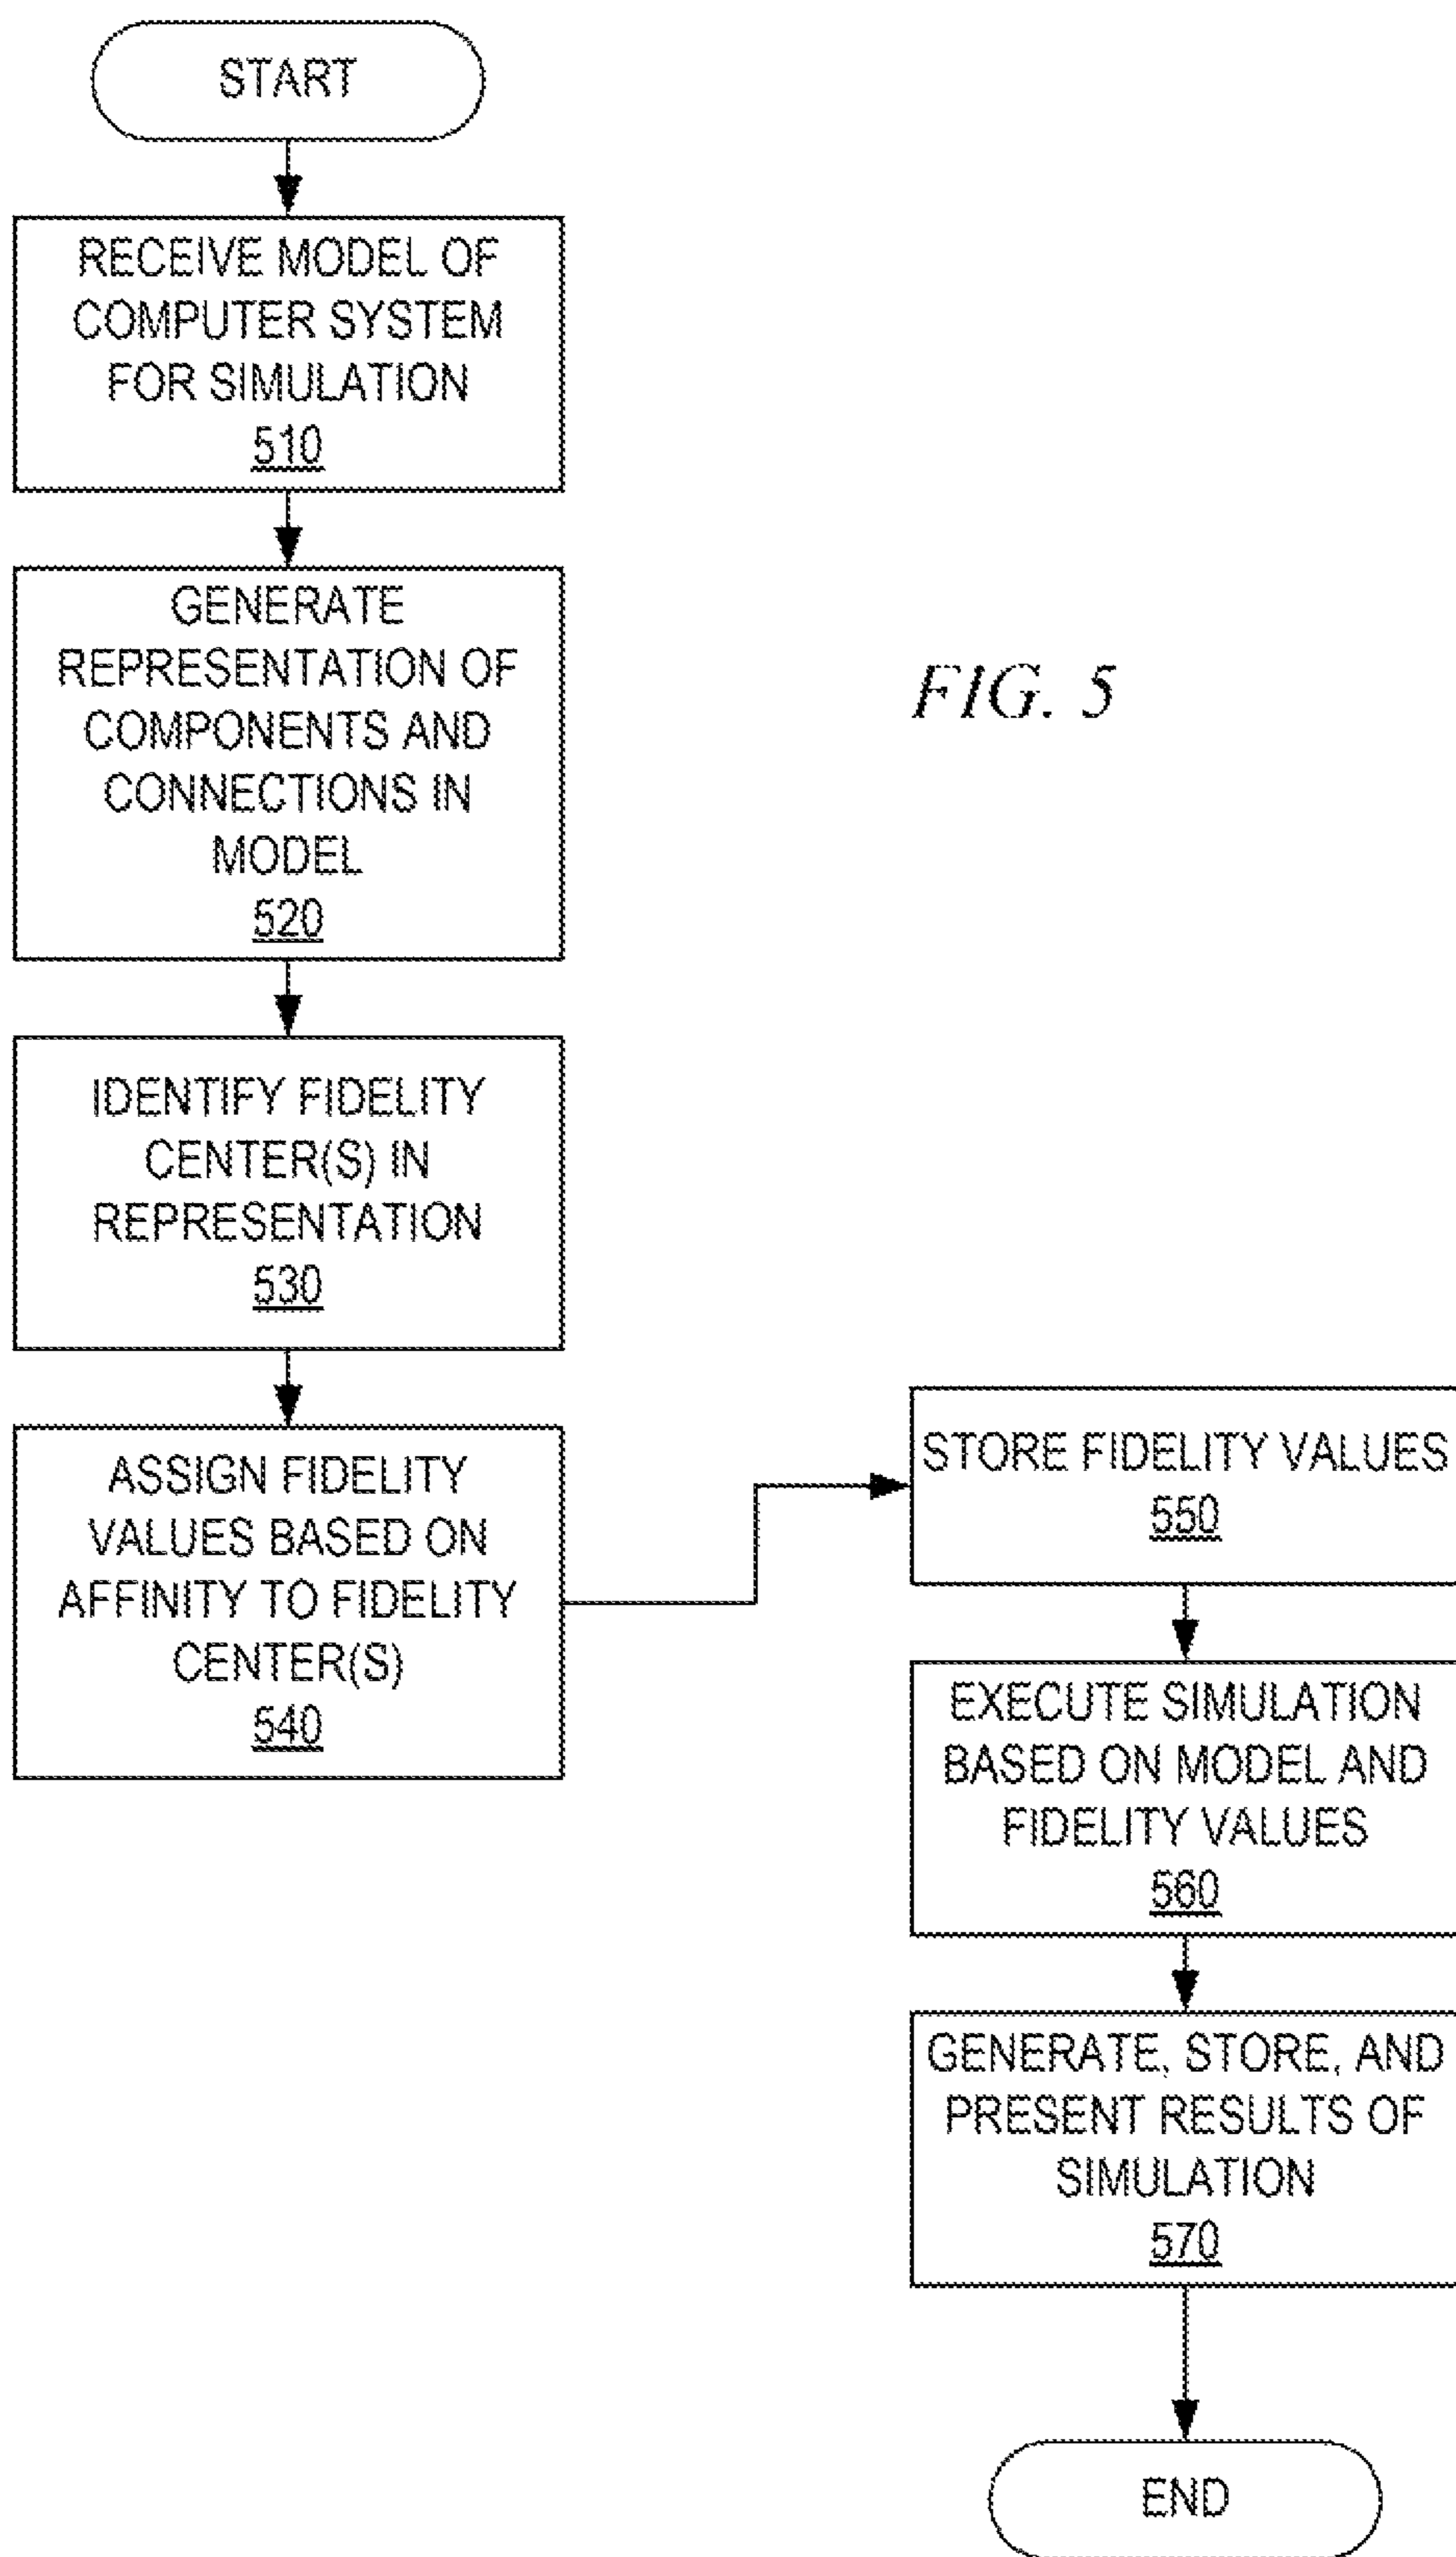 START
RECEIVE MODEL OF
COMPUTER SYSTEM
FOR SIMULATION
510
GENERATE
REPRESENTATION OF
COMPONENTS AND
CONNECTIONS IN
MODEL
520
FIG. 5
IDENTIFY FIDELITY
CENTER(S) IN
REPRESENTATION
530
ASSIGN FIDELITY
VALUES BASED ON
AFFINITY TO FIDELITY
CENTER(S)
540
STORE FIDELITY VALUES
550
EXECUTE SIMULATION
BASED ON MODEL AND
FIDELITY VALUES
560
GENERATE, STORE, AND
PRESENT RESULTS OF
SIMULATION
570
END